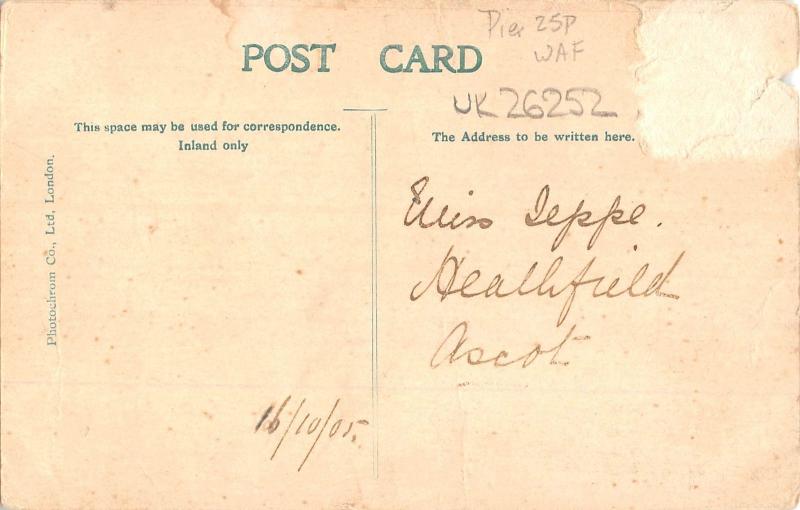 Pier 25P
WAF
POST CARD
UK 26252
This space may be used for correspondence.
Inland only
The Address to be written here.
Photochrom Co., Ltd. London.
Miss Jeppe.
Heathfield
Ascot
16/10/05.